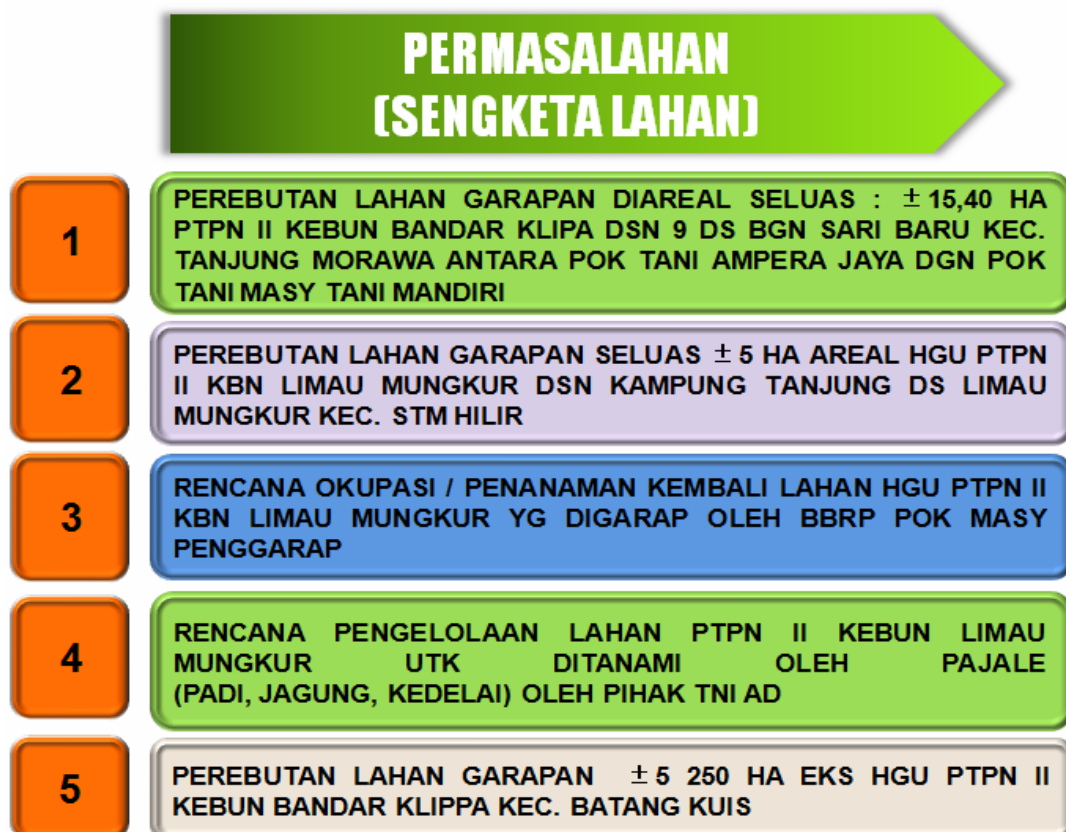 PERMASALAHAN
(SENGKETA LAHAN)
1
PEREBUTAN LAHAN GARAPAN DIAREAL SELUAS : ± 15,40 HA
PTPN II KEBUN BANDAR KLIPA DSN 9 DS BGN SARI BARU KEC.
TANJUNG MORAWA ANTARA POK TANI AMPERA JAYA DGN POK
TANI MASY TANI MANDIRI
2
PEREBUTAN LAHAN GARAPAN SELUAS ± 5 HA AREAL HGU PTPN
II KBN LIMAU MUNGKUR DSN KAMPUNG TANJUNG DS LIMAU
MUNGKUR KEC. STM HILIR
3
RENCANA OKUPASI / PENANAMAN KEMBALI LAHAN HGU PTPN II
KBN LIMAU MUNGKUR YG DIGARAP OLEH BBRP POK MASY
PENGGARAP
4
RENCANA PENGELOLAAN LAHAN PTPN II KEBUN LIMAU
MUNGKUR UTK DITANAMI OLEH PAJALE
(PADI, JAGUNG, KEDELAI) OLEH PIHAK TNI AD
5
PEREBUTAN LAHAN GARAPAN ± 5 250 HA EKS HGU PTPN II
KEBUN BANDAR KLIPPA KEC. BATANG KUIS